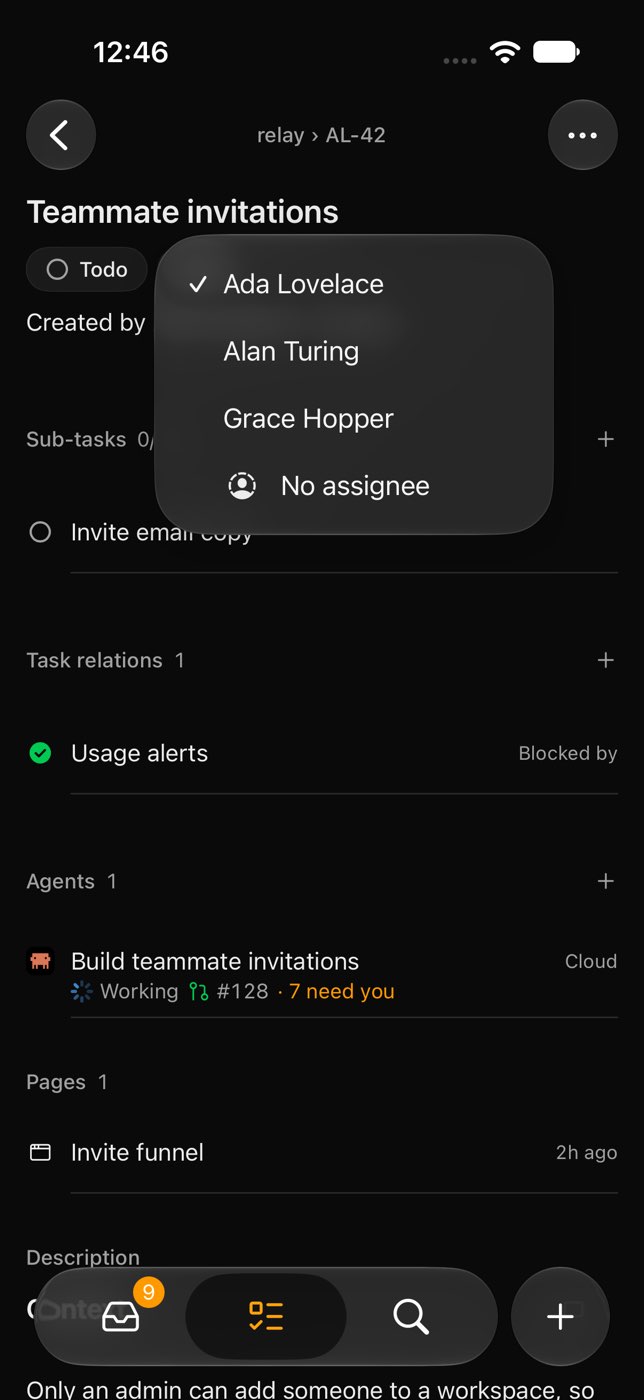 12:46
relay › AL-42
Teammate invitations
Todo
Ada Lovelace
Created by
Alan Turing
Grace Hopper
Sub-tasks 0/
No assignee
Invite email copy
Task relations 1
Usage alerts
Blocked by
Agents 1
Build teammate invitations
Cloud
Working #128 · 7 need you
Pages 1
Invite funnel
2h ago
Description
9
Only an admin can add someone to a workspace, so